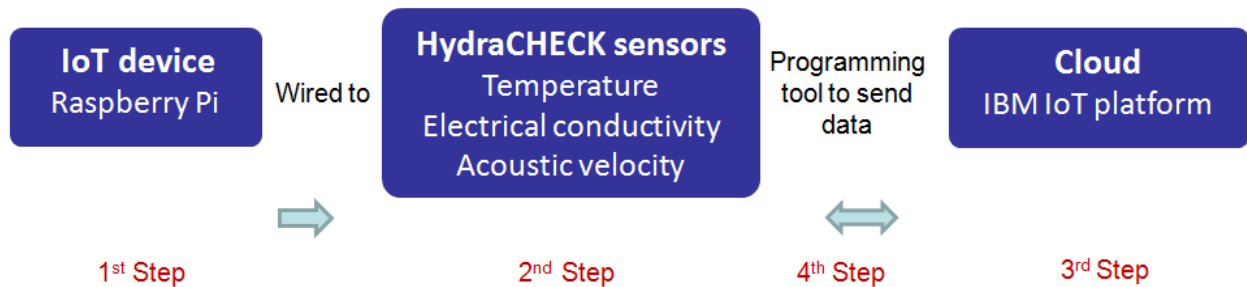 IoT device
Raspberry Pi
Wired to
HydraCHECK sensors
Temperature
Electrical conductivity
Acoustic velocity
Programming
tool to send
data
Cloud
IBM IoT platform
1st Step
2nd Step
4th Step
3rd Step